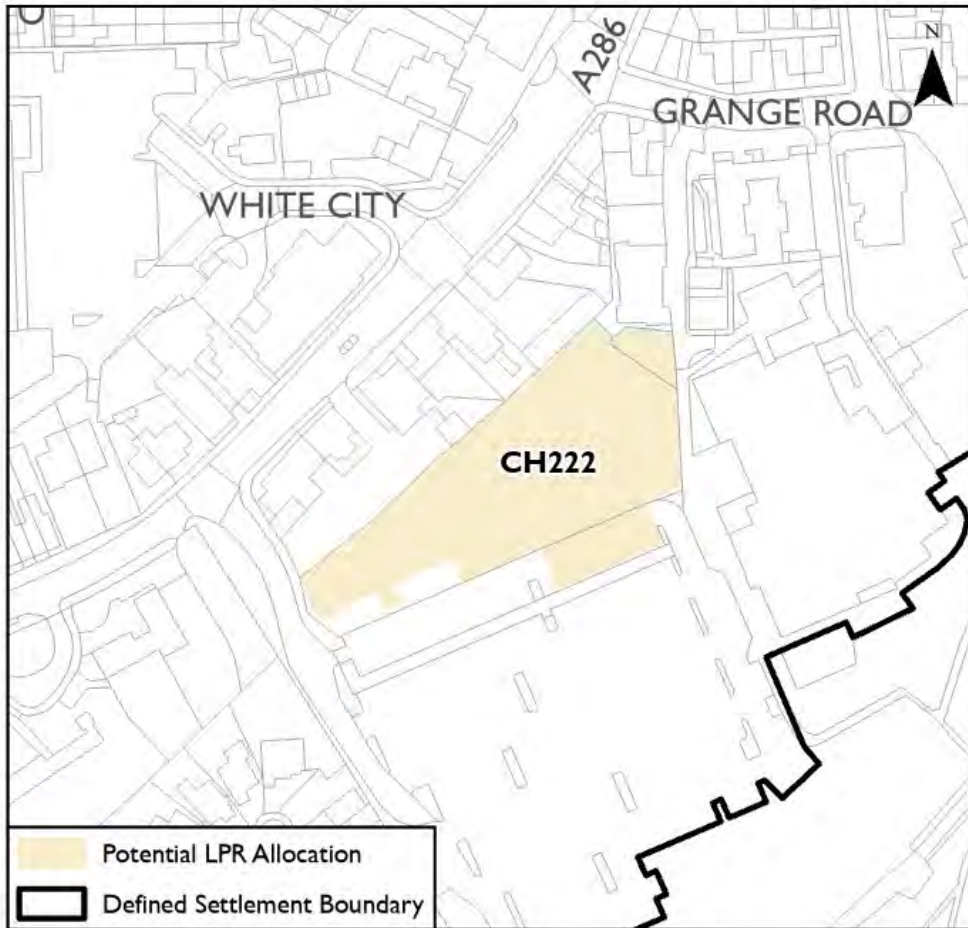 N
A286
GRANGE ROAD
WHITE CITY
CH222
Potential LPR Allocation
Defined Settlement Boundary